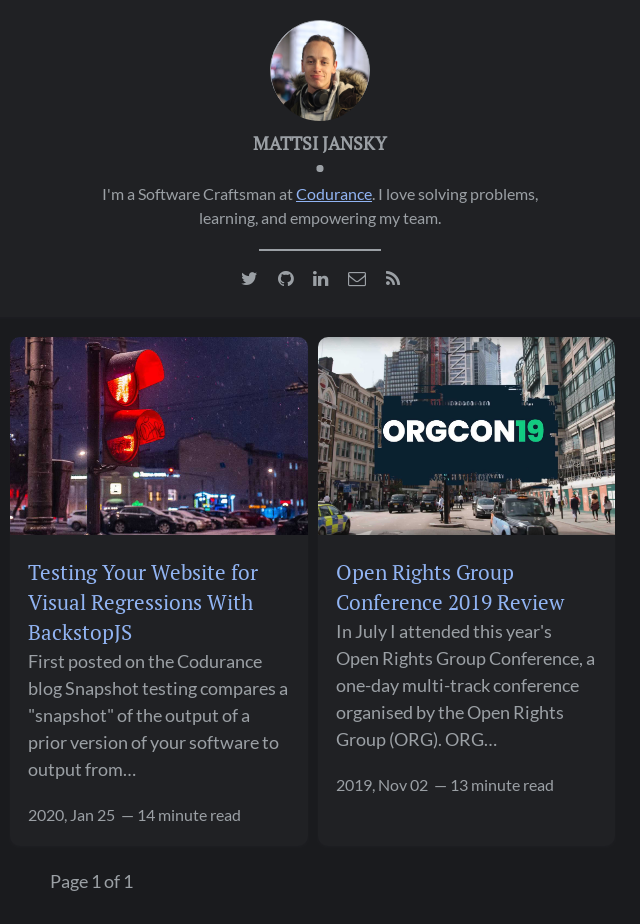 MATTSI JANSKY
I'm a Software Craftsman at Codurance. I love solving problems,
learning, and empowering my team.
ORGCON19
Testing Your Website for
Visual Regressions With
BackstopJS
First posted on the Codurance
blog Snapshot testing compares a
"snapshot" of the output of a
prior version of your software to
output from…
2020, Jan 25 — 14 minute read
Open Rights Group
Conference 2019 Review
In July I attended this year's
Open Rights Group Conference, a
one-day multi-track conference
organised by the Open Rights
Group (ORG). ORG…
2019, Nov 02 — 13 minute read
Page 1 of 1